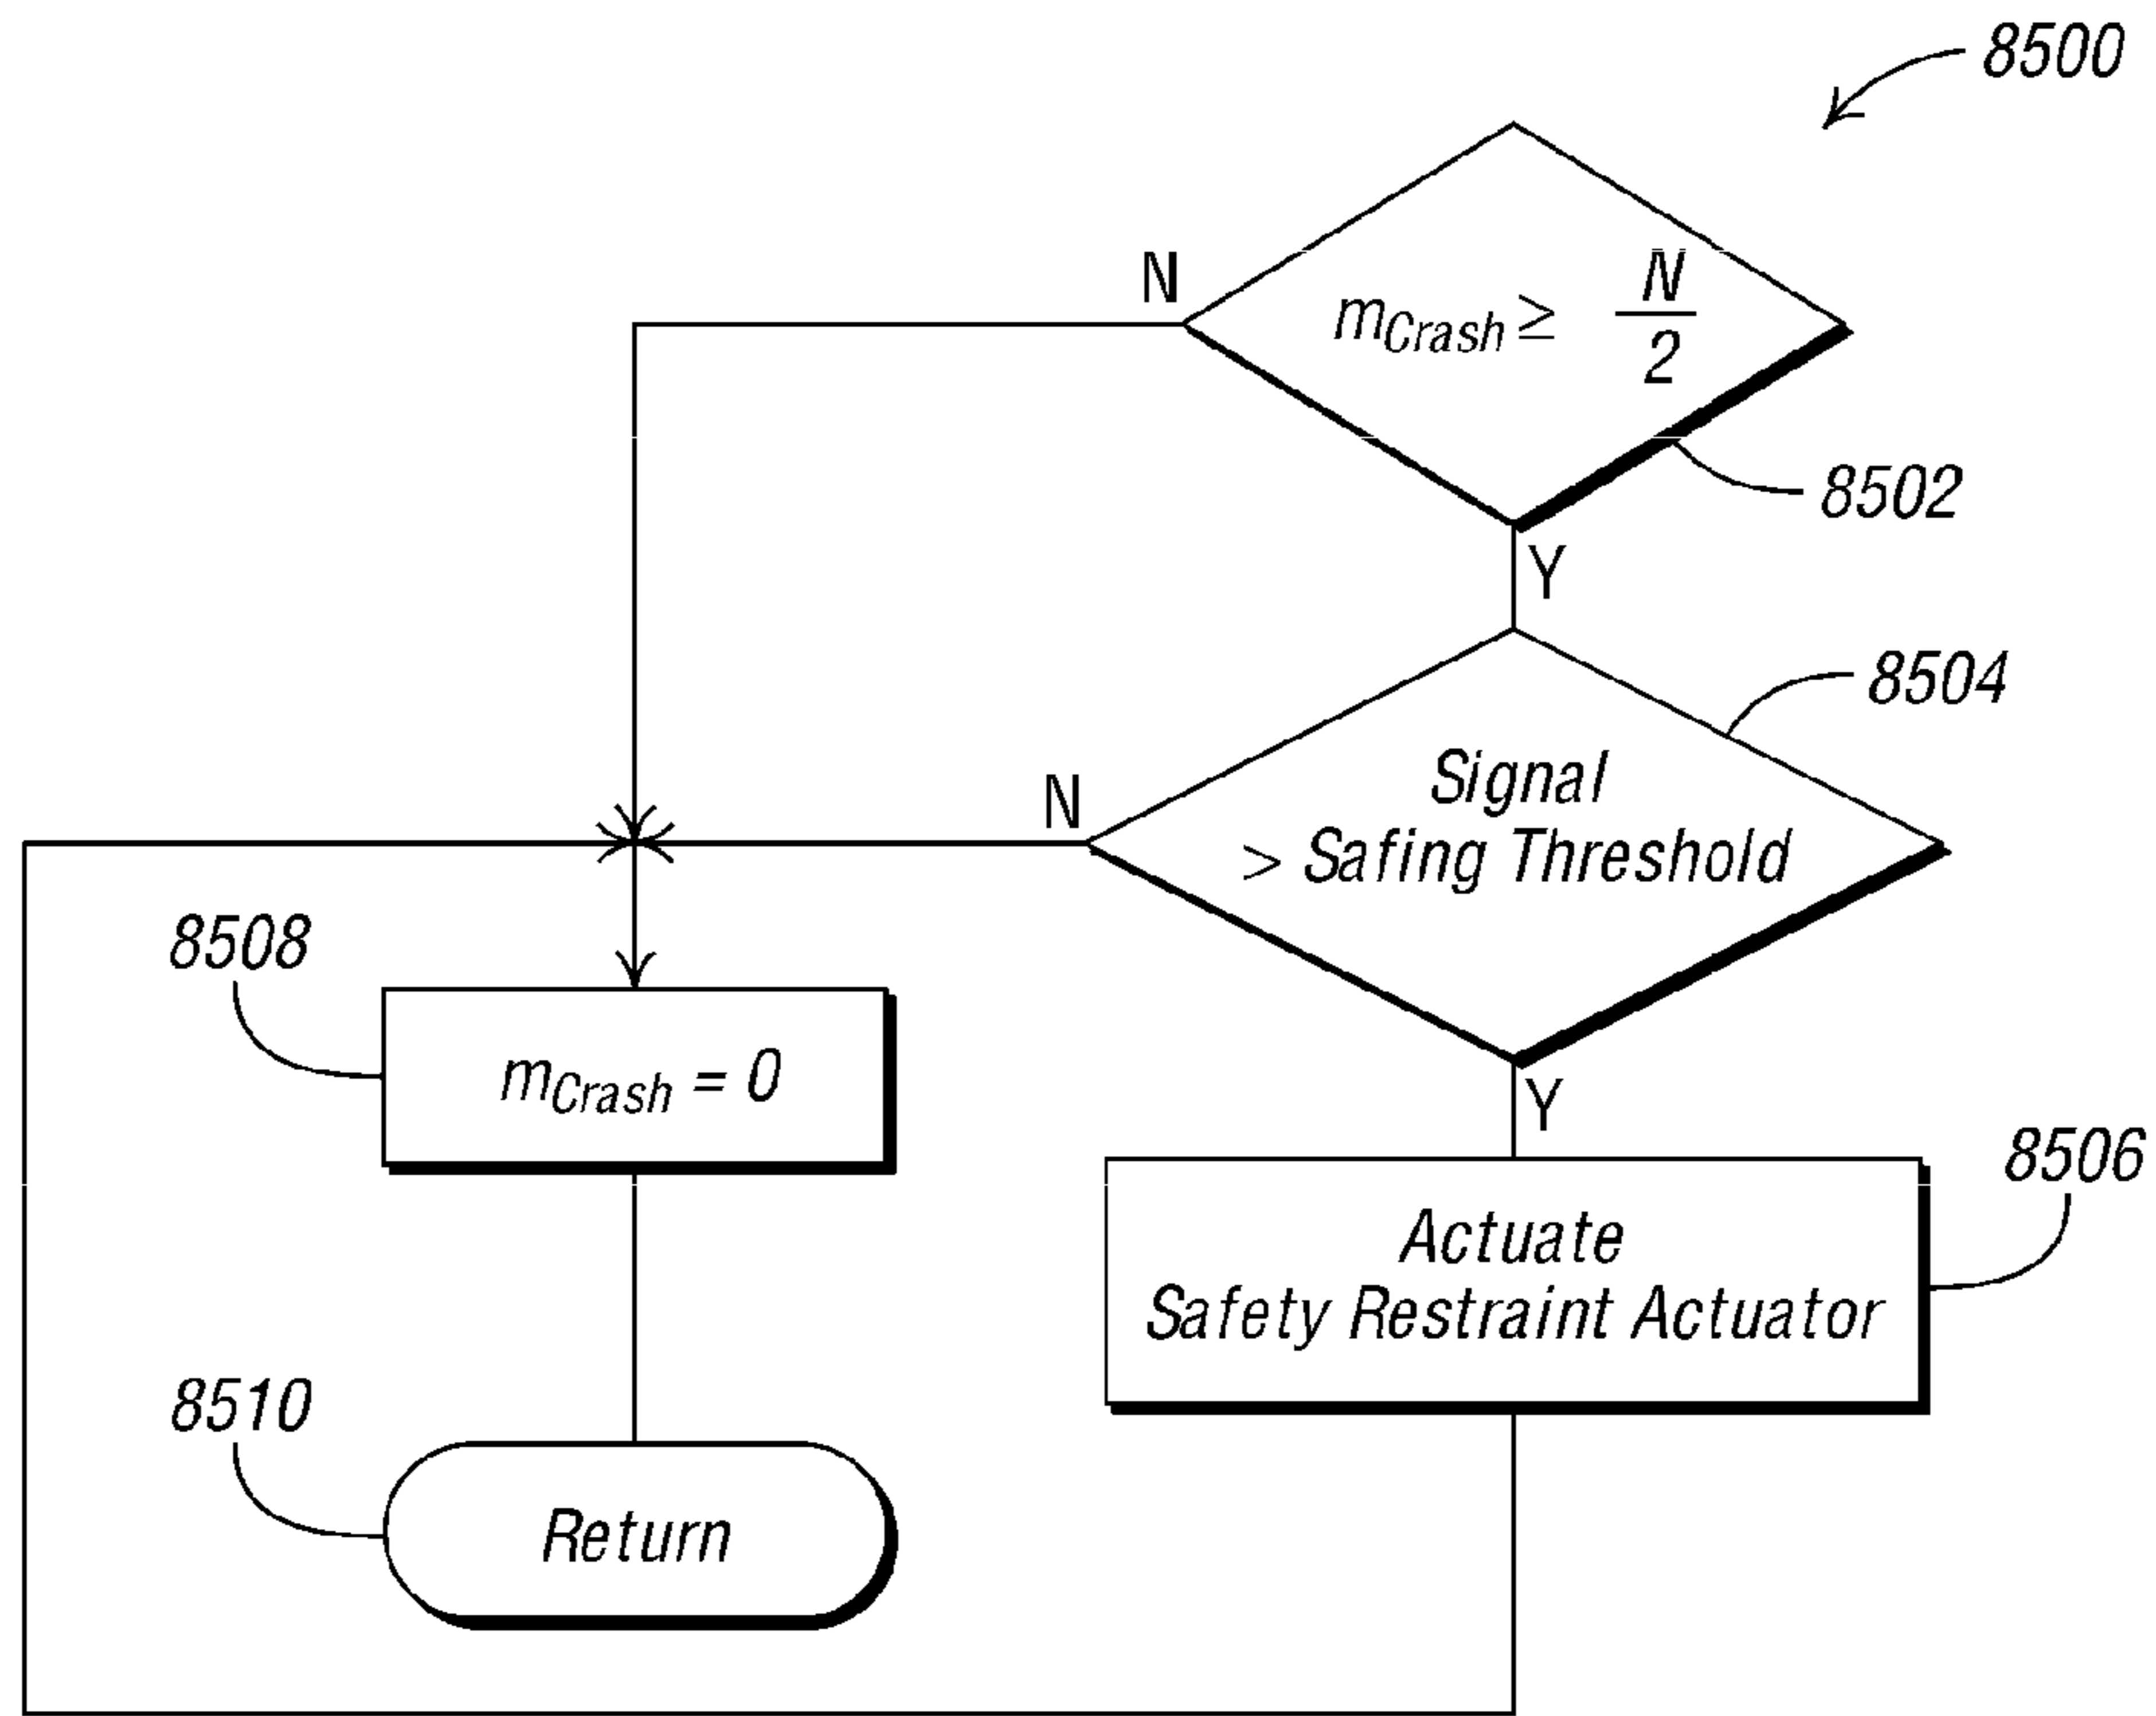 8500
N
m_Crash ≥ N/2
8502
Y
8504
Signal
> Safing Threshold
N
8508
m_Crash = 0
Y
8506
Actuate
Safety Restraint Actuator
8510
Return